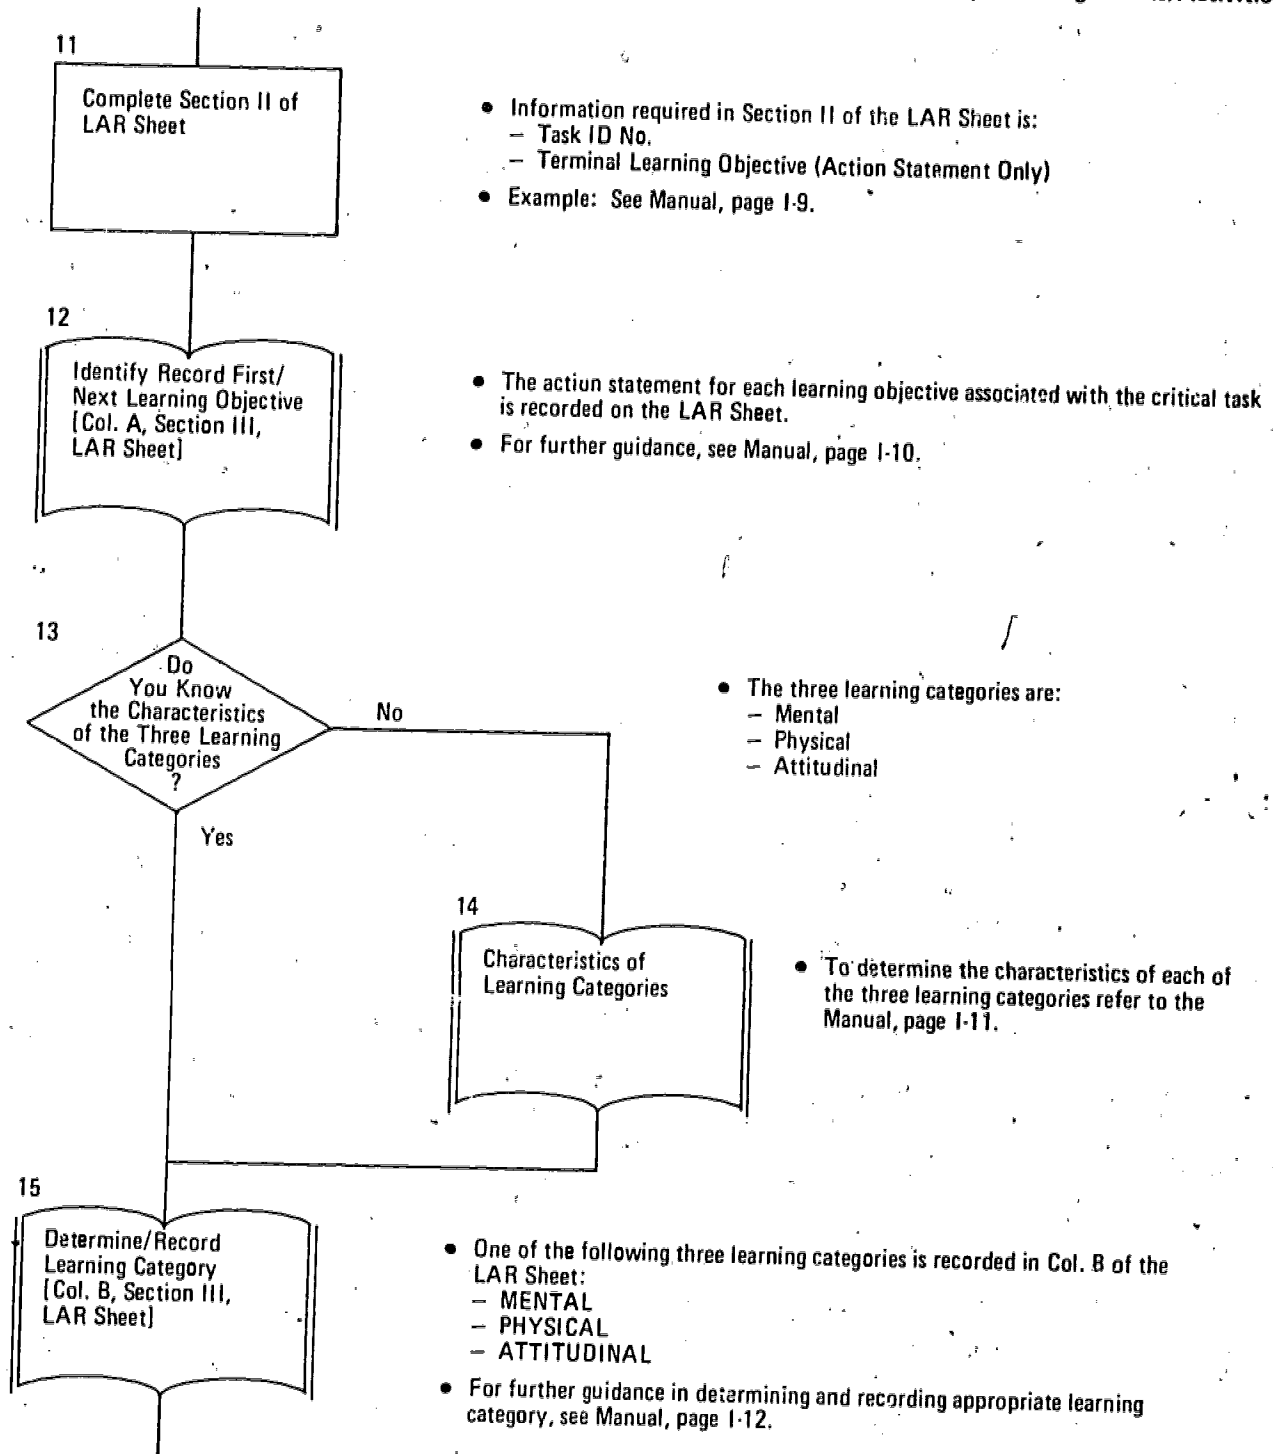 11
Complete Section II of
LAR Sheet
• Information required in Section II of the LAR Sheet is:
– Task ID No.
– Terminal Learning Objective (Action Statement Only)
• Example: See Manual, page I-9.
12
Identify Record First/
Next Learning Objective
[Col. A, Section III,
LAR Sheet]
• The action statement for each learning objective associated with the critical task
is recorded on the LAR Sheet.
• For further guidance, see Manual, page I-10.
13
Do
You Know
the Characteristics
of the Three Learning
Categories
?
No
Yes
• The three learning categories are:
– Mental
– Physical
– Attitudinal
14
Characteristics of
Learning Categories
• To determine the characteristics of each of
the three learning categories refer to the
Manual, page I-11.
15
Determine/Record
Learning Category
[Col. B, Section III,
LAR Sheet]
• One of the following three learning categories is recorded in Col. B of the
LAR Sheet:
– MENTAL
– PHYSICAL
– ATTITUDINAL
• For further guidance in determining and recording appropriate learning
category, see Manual, page I-12.